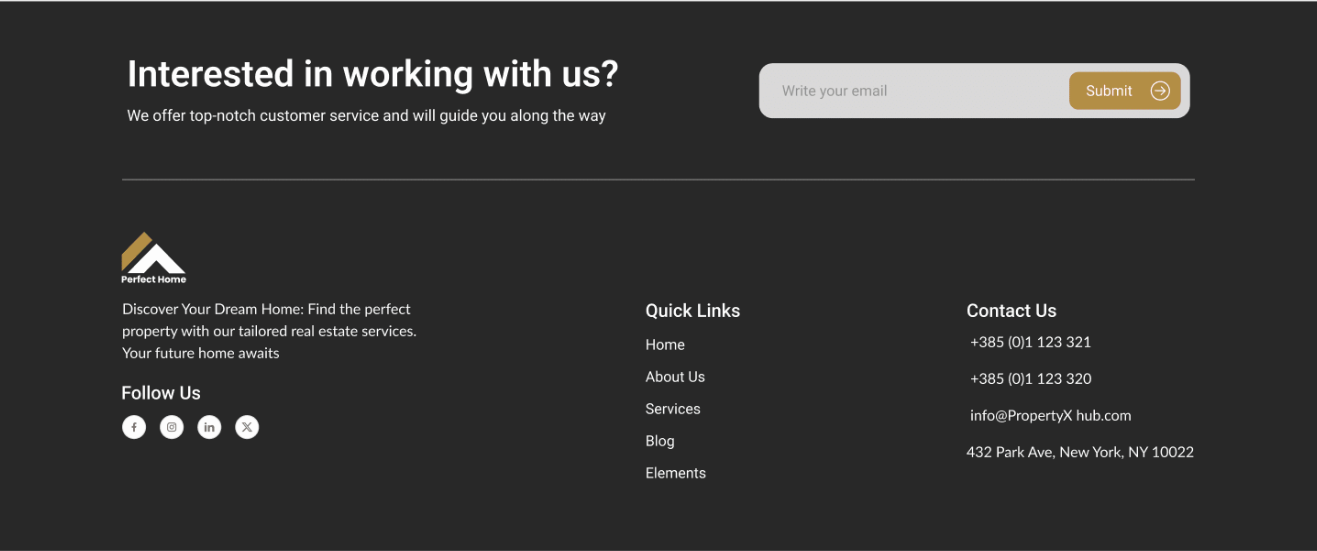 Interested in working with us?
We offer top-notch customer service and will guide you along the way
Write your email
Submit
Perfect Home
Discover Your Dream Home: Find the perfect
property with our tailored real estate services.
Your future home awaits
Follow Us
f
in
X
Quick Links
Home
About Us
Services
Blog
Elements
Contact Us
+385 (0)1 123 321
+385 (0)1 123 320
info@PropertyX hub.com
432 Park Ave, New York, NY 10022